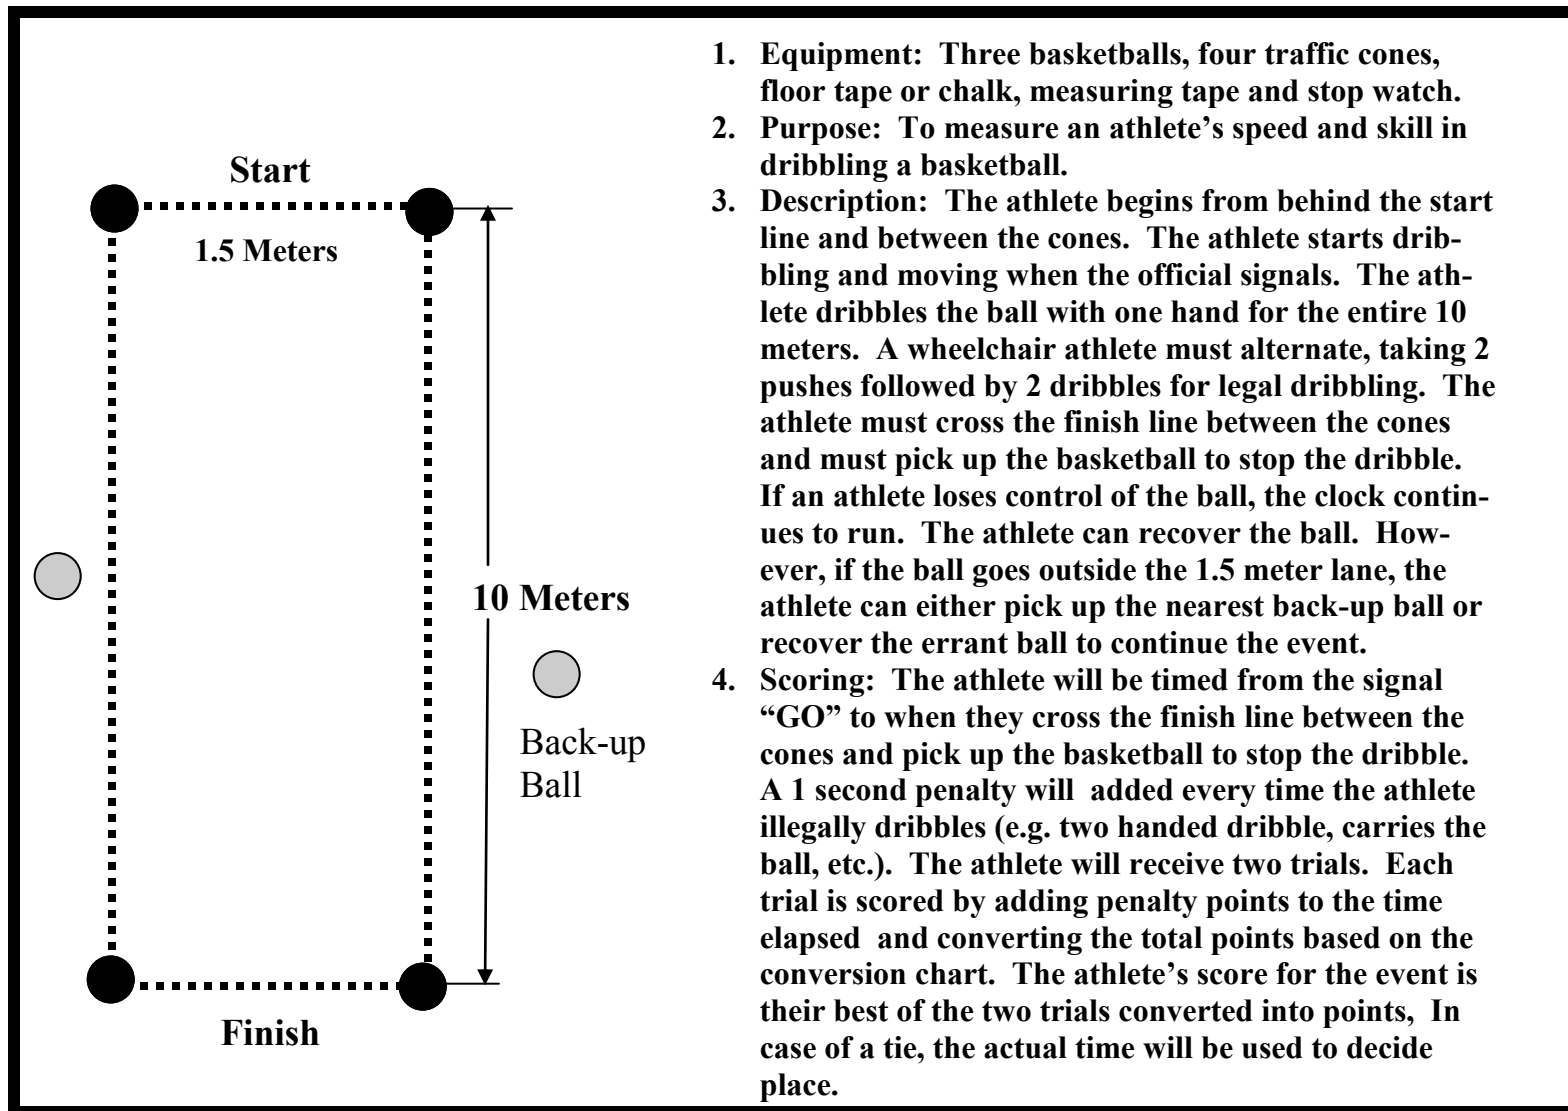 Start
1.5 Meters
10 Meters
Back-up
Ball
Finish
1. Equipment: Three basketballs, four traffic cones,
floor tape or chalk, measuring tape and stop watch.
2. Purpose: To measure an athlete’s speed and skill in
dribbling a basketball.
3. Description: The athlete begins from behind the start
line and between the cones. The athlete starts drib-
bling and moving when the official signals. The ath-
lete dribbles the ball with one hand for the entire 10
meters. A wheelchair athlete must alternate, taking 2
pushes followed by 2 dribbles for legal dribbling. The
athlete must cross the finish line between the cones
and must pick up the basketball to stop the dribble.
If an athlete loses control of the ball, the clock contin-
ues to run. The athlete can recover the ball. How-
ever, if the ball goes outside the 1.5 meter lane, the
athlete can either pick up the nearest back-up ball or
recover the errant ball to continue the event.
4. Scoring: The athlete will be timed from the signal
“GO” to when they cross the finish line between the
cones and pick up the basketball to stop the dribble.
A 1 second penalty will added every time the athlete
illegally dribbles (e.g. two handed dribble, carries the
ball, etc.). The athlete will receive two trials. Each
trial is scored by adding penalty points to the time
elapsed and converting the total points based on the
conversion chart. The athlete’s score for the event is
their best of the two trials converted into points, In
case of a tie, the actual time will be used to decide
place.